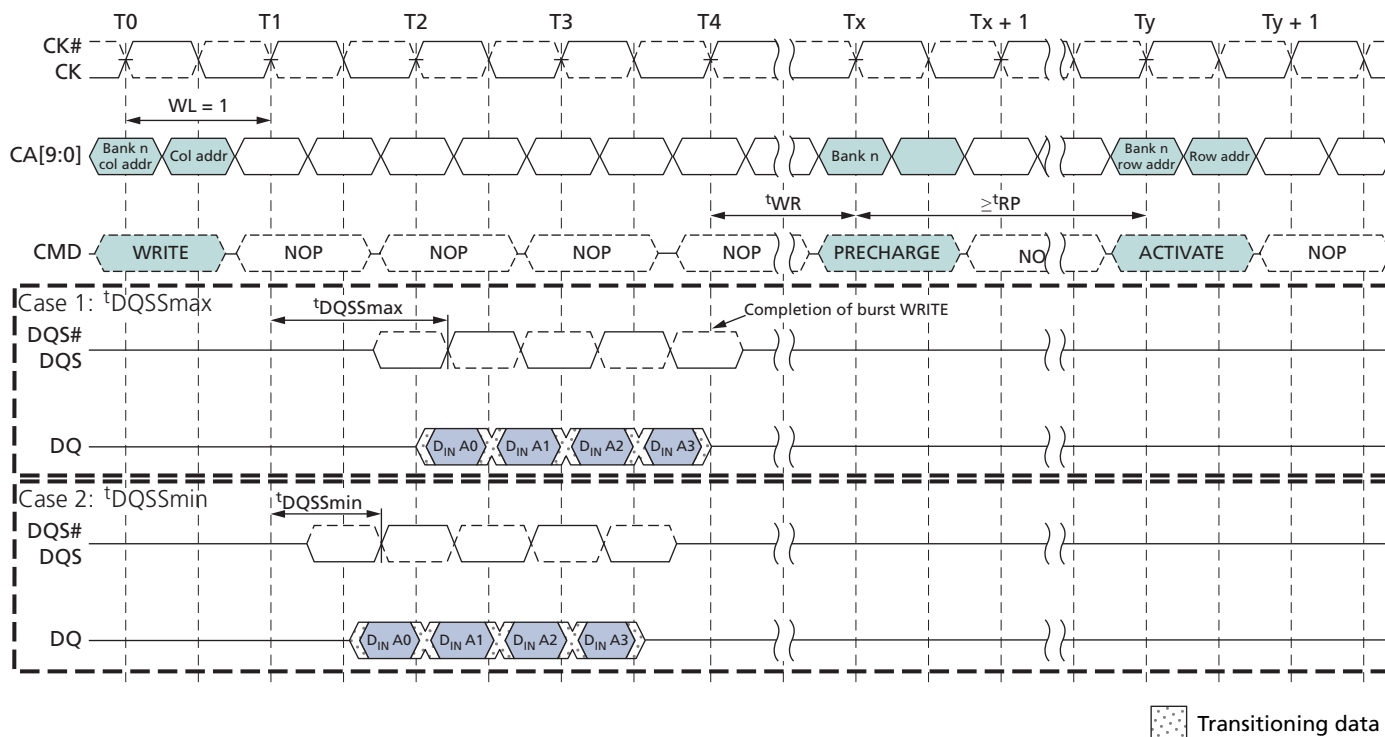 T0 T1 T2 T3 T4 Tx Tx + 1 Ty Ty + 1
CK#
CK
WL = 1
CA[9:0]
Bank n
col addr
Col addr
Bank n
Bank n
row addr
Row addr
tWR
≥tRP
CMD
WRITE NOP NOP NOP NOP PRECHARGE NO ACTIVATE NOP
Case 1: tDQSSmax
tDQSSmax
Completion of burst WRITE
DQS#
DQS
DQ
DIN A0 DIN A1 DIN A2 DIN A3
Case 2: tDQSSmin
tDQSSmin
DQS#
DQS
DQ
DIN A0 DIN A1 DIN A2 DIN A3
Transitioning data